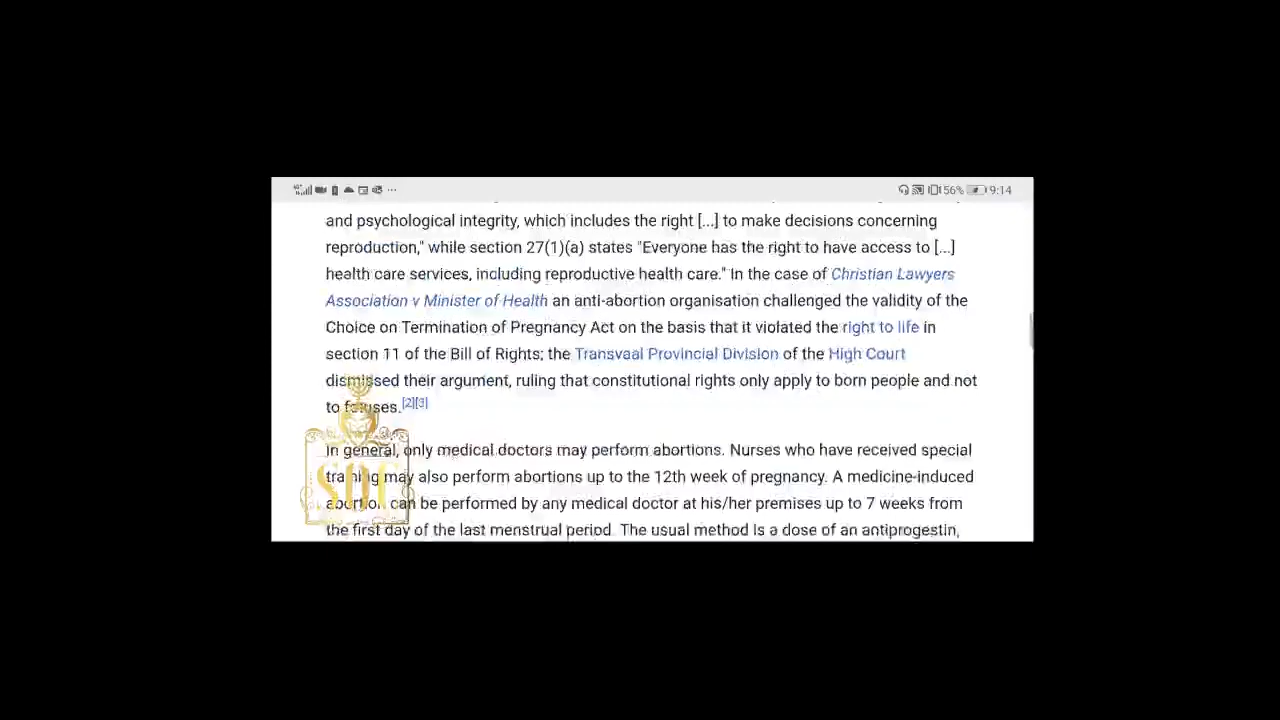 56% 9:14
and psychological integrity, which includes the right [...] to make decisions concerning
reproduction," while section 27(1)(a) states "Everyone has the right to have access to [...]
health care services, including reproductive health care." In the case of Christian Lawyers
Association v Minister of Health an anti-abortion organisation challenged the validity of the
Choice on Termination of Pregnancy Act on the basis that it violated the right to life in
section 11 of the Bill of Rights; the Transvaal Provincial Division of the High Court
dismissed their argument, ruling that constitutional rights only apply to born people and not
to fetuses.[2][3]
In general, only medical doctors may perform abortions. Nurses who have received special
training may also perform abortions up to the 12th week of pregnancy. A medicine-induced
abortion can be performed by any medical doctor at his/her premises up to 7 weeks from
the first day of the last menstrual period. The usual method is a dose of an antiprogestin,